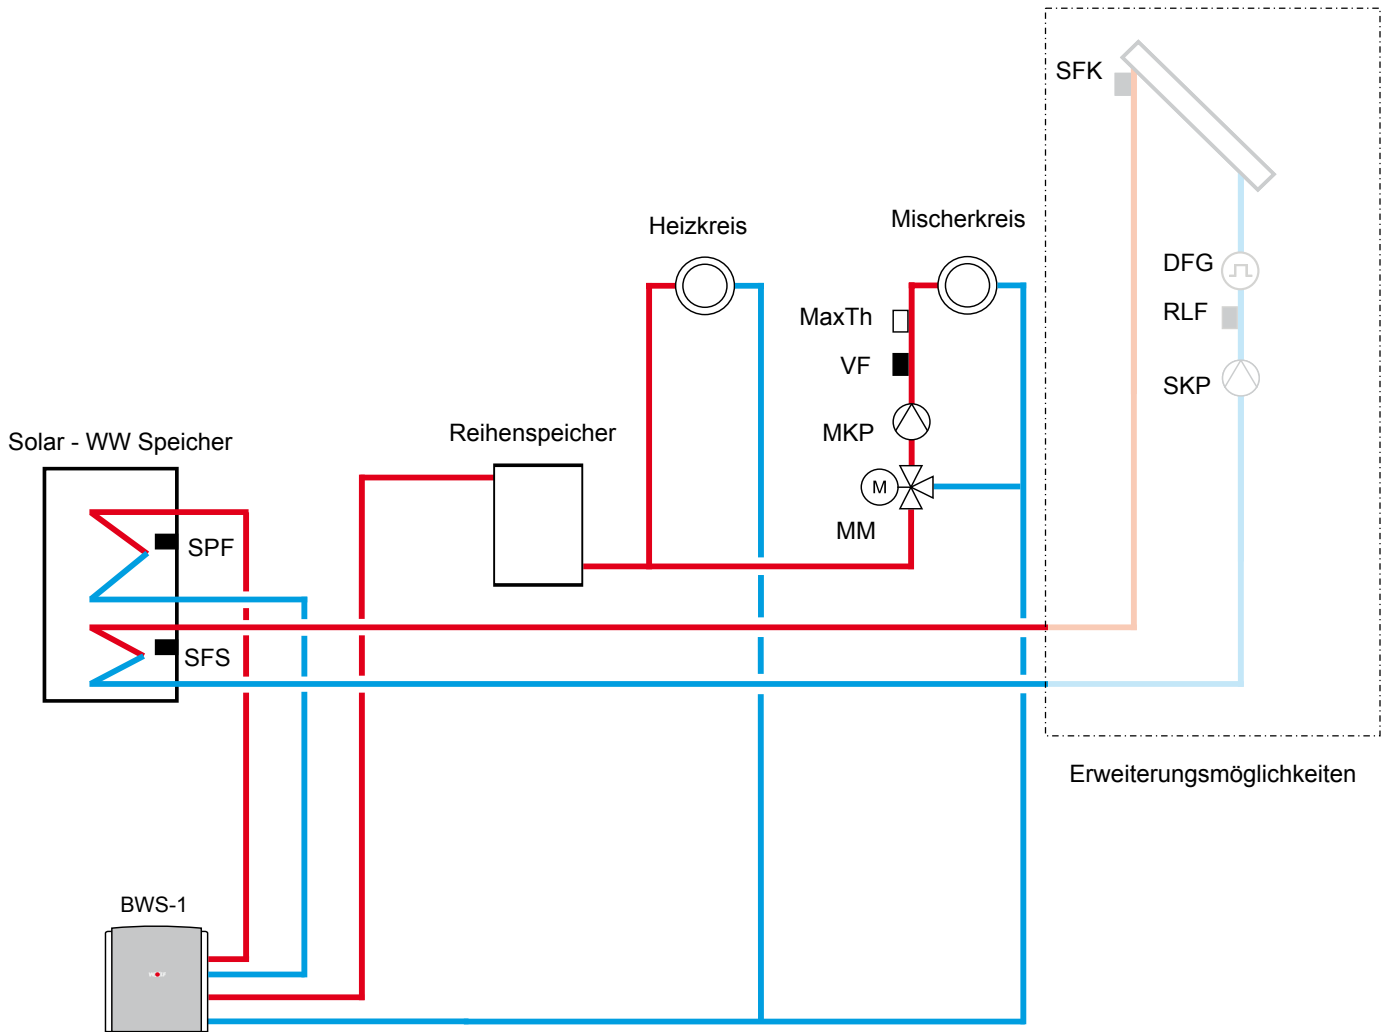 SFK
Heizkreis
Mischerkreis
DFG
MaxTh
RLF
VF
SKP
MKP
Reihenspeicher
Solar - WW Speicher
M
MM
SPF
SFS
Erweiterungsmöglichkeiten
BWS-1